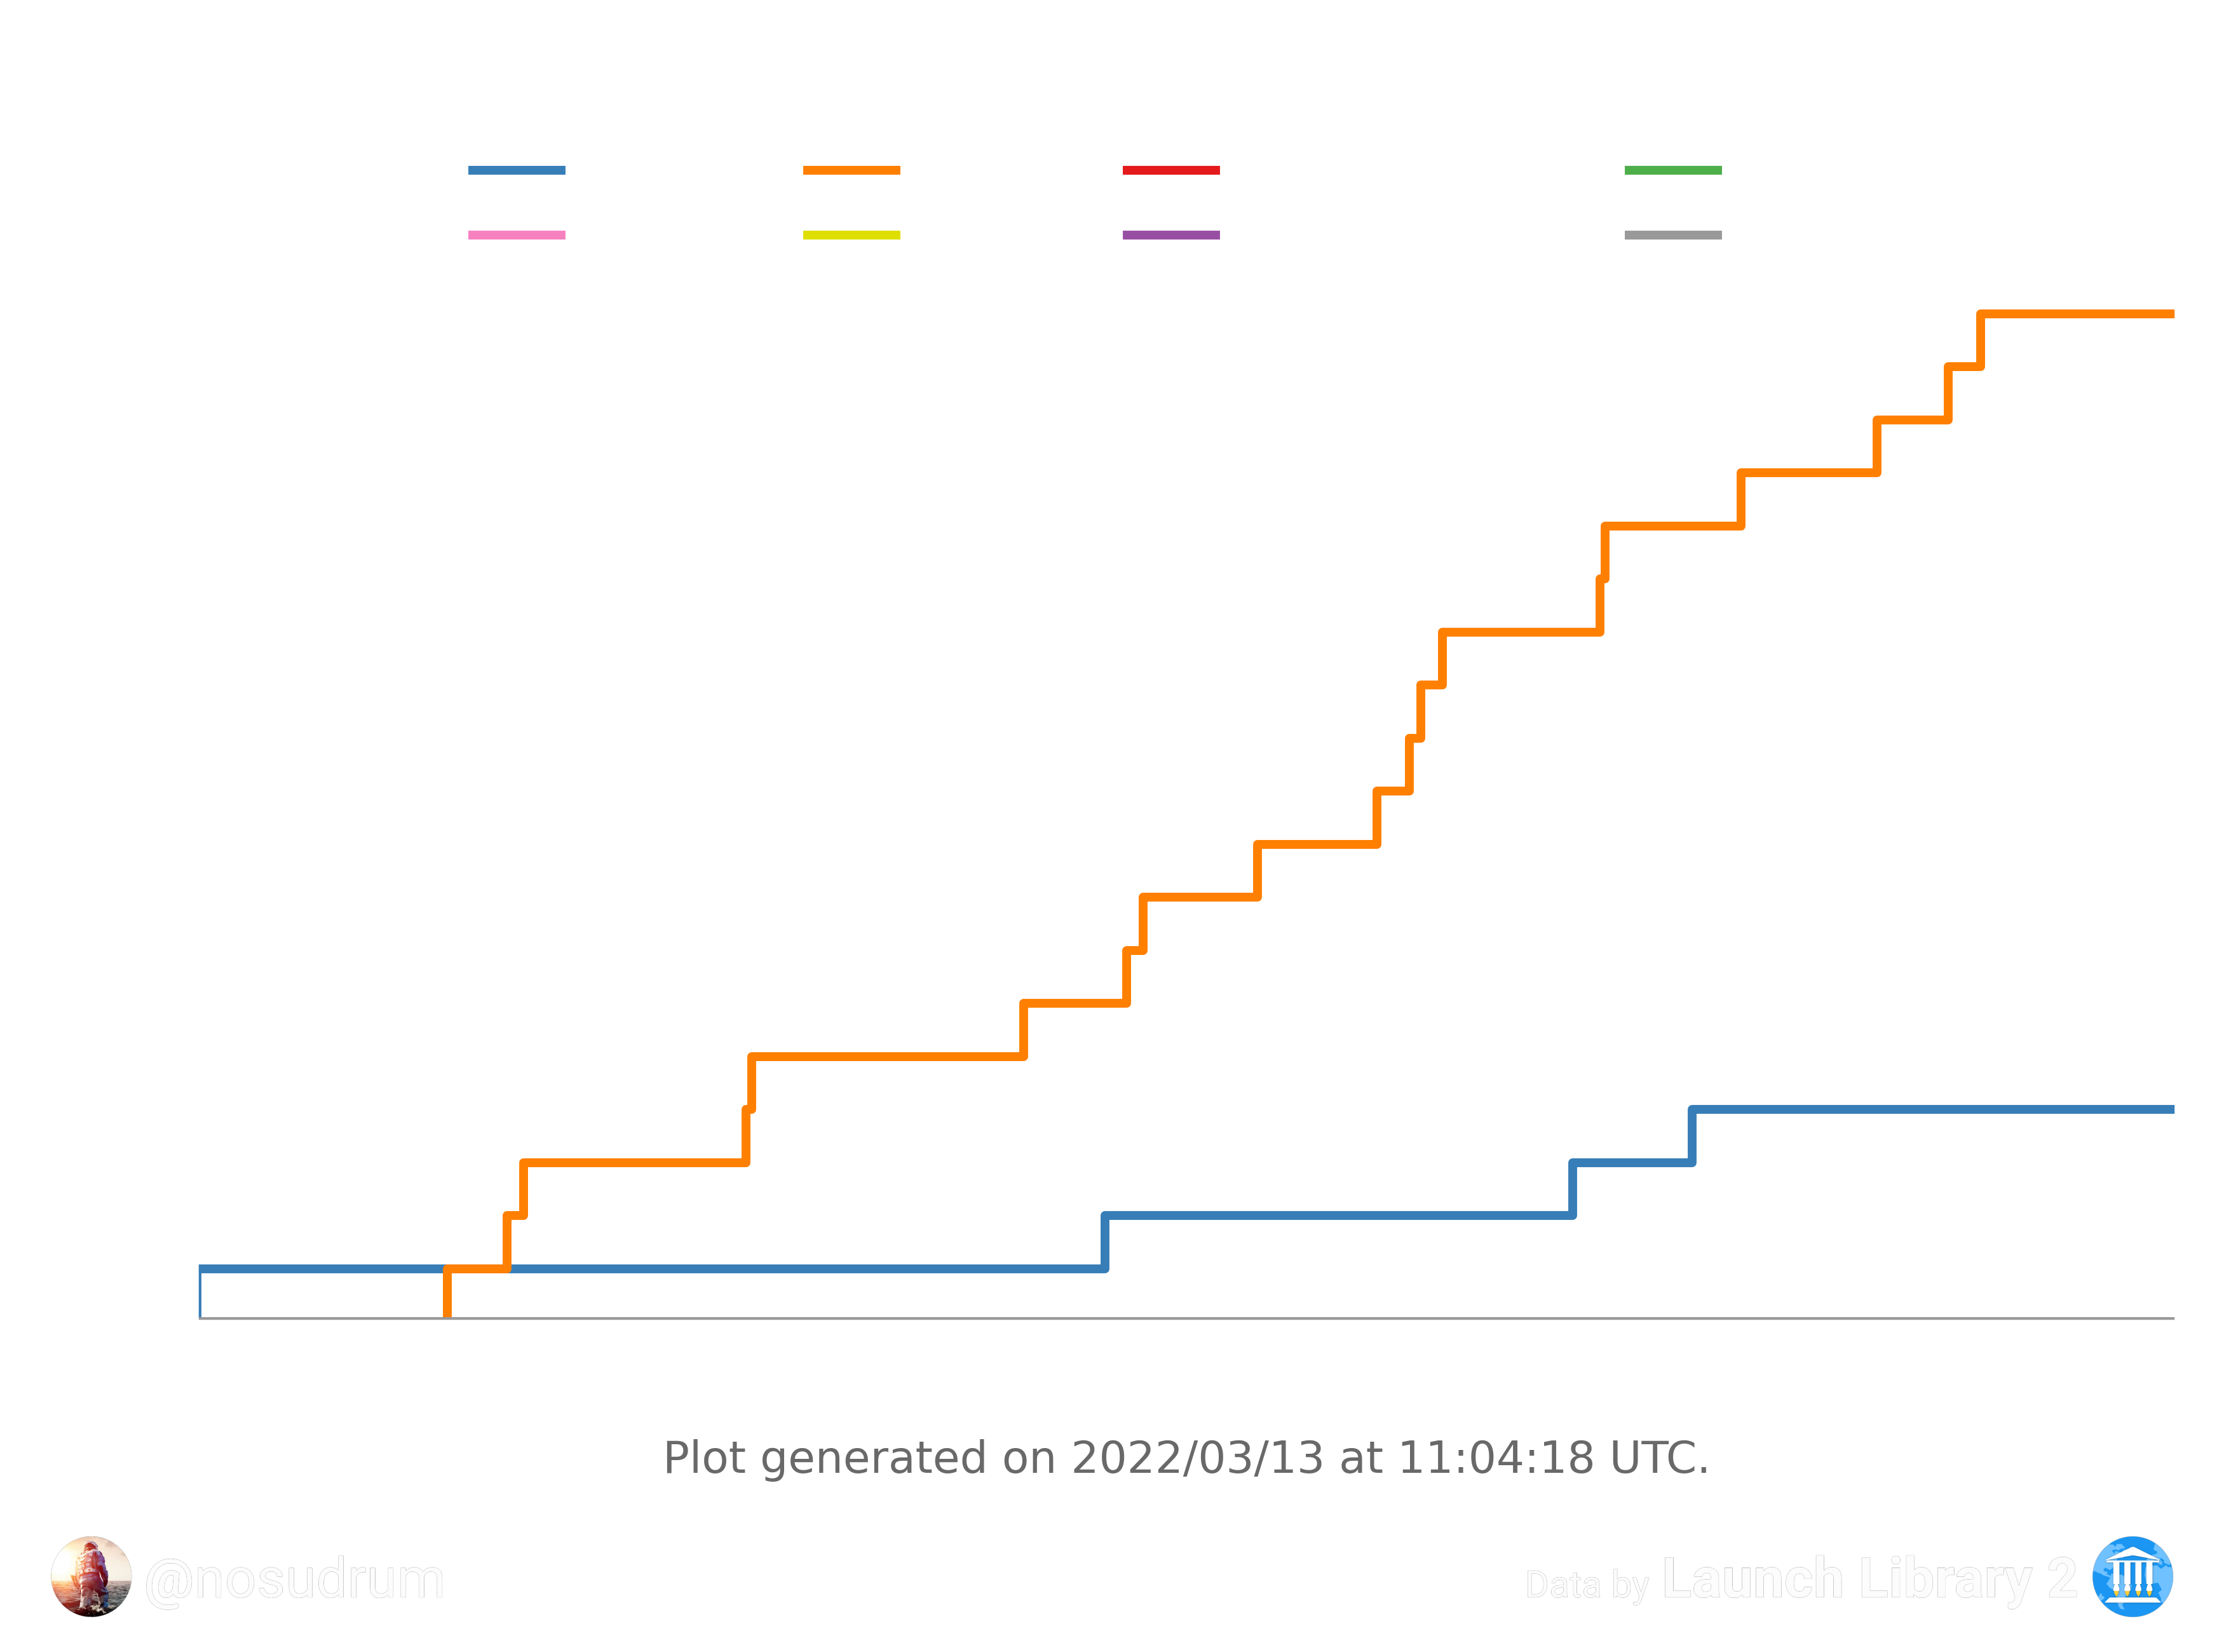 Plot generated on 2022/03/13 at 11:04:18 UTC.
@nosudrum
Data by Launch Library 2